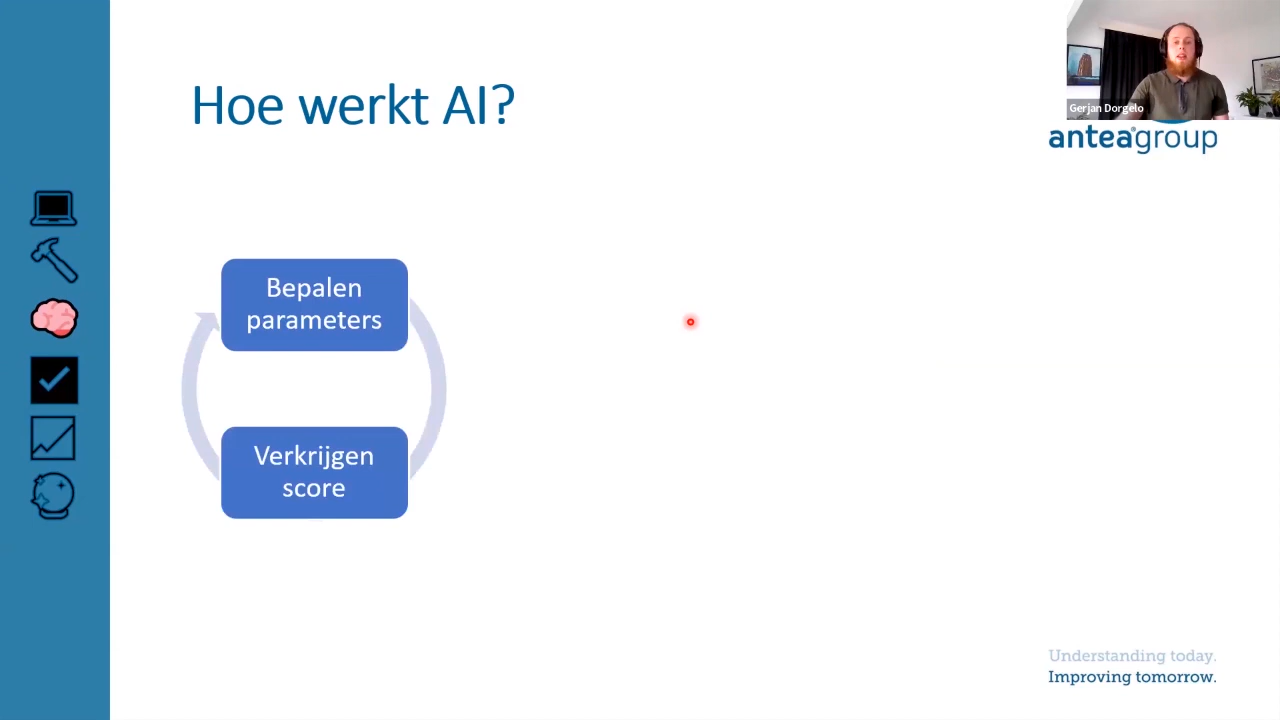 Hoe werkt AI?
Gerjan Dorgelo
anteagroup
Bepalen
parameters
Verkrijgen
score
Understanding today.
Improving tomorrow.